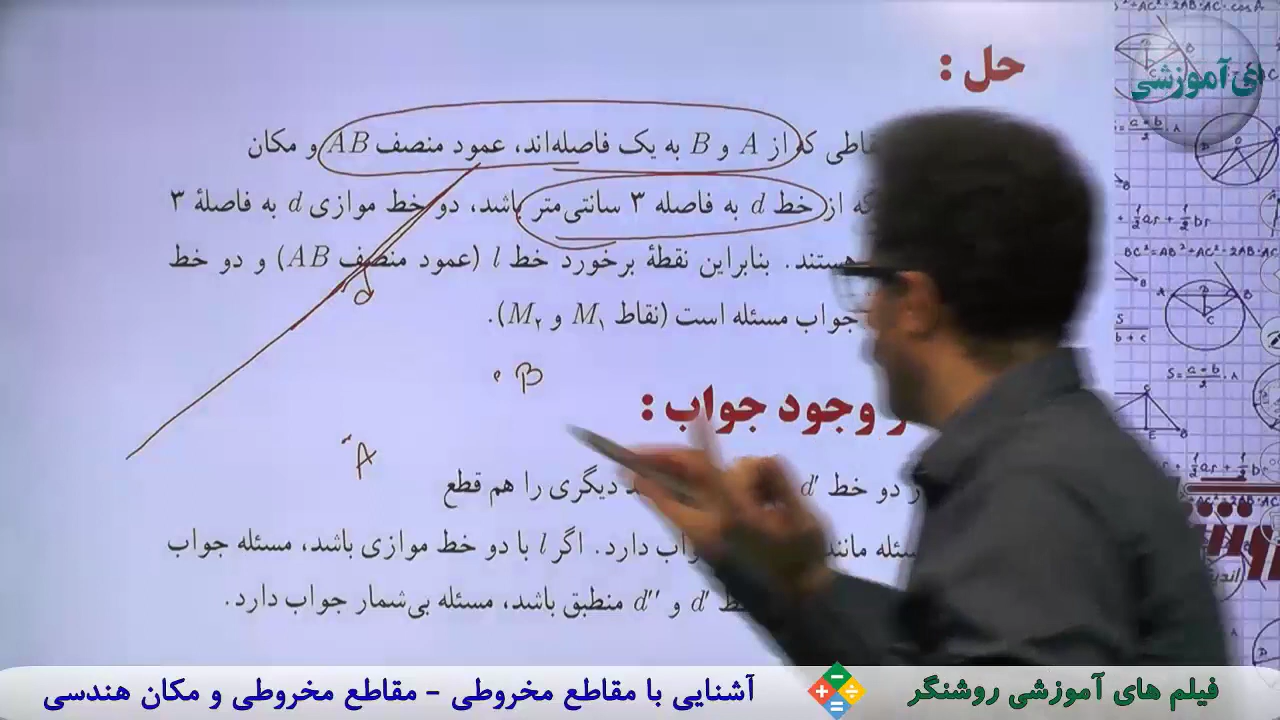 حل :
که از A و B به یک فاصله‌اند، عمود منصف AB و مکان
که از خط d به فاصله ۳ سانتی‌متر باشد، دو خط موازی d به فاصلهٔ ۳
هستند. بنابراین نقطهٔ برخورد خط l (عمود منصف AB) و دو خط
جواب مسئله است (نقاط M₁ و M₂).
d
B
A
وجود جواب :
دو خط d′ دیگری را هم قطع
مسئله مانند جواب دارد. اگر l با دو خط موازی باشد، مسئله جواب
d′ و d″ منطبق باشد، مسئله بی‌شمار جواب دارد.
ای آموزشی
فیلم های آموزشی روشنگر
آشنایی با مقاطع مخروطی - مقاطع مخروطی و مکان هندسی